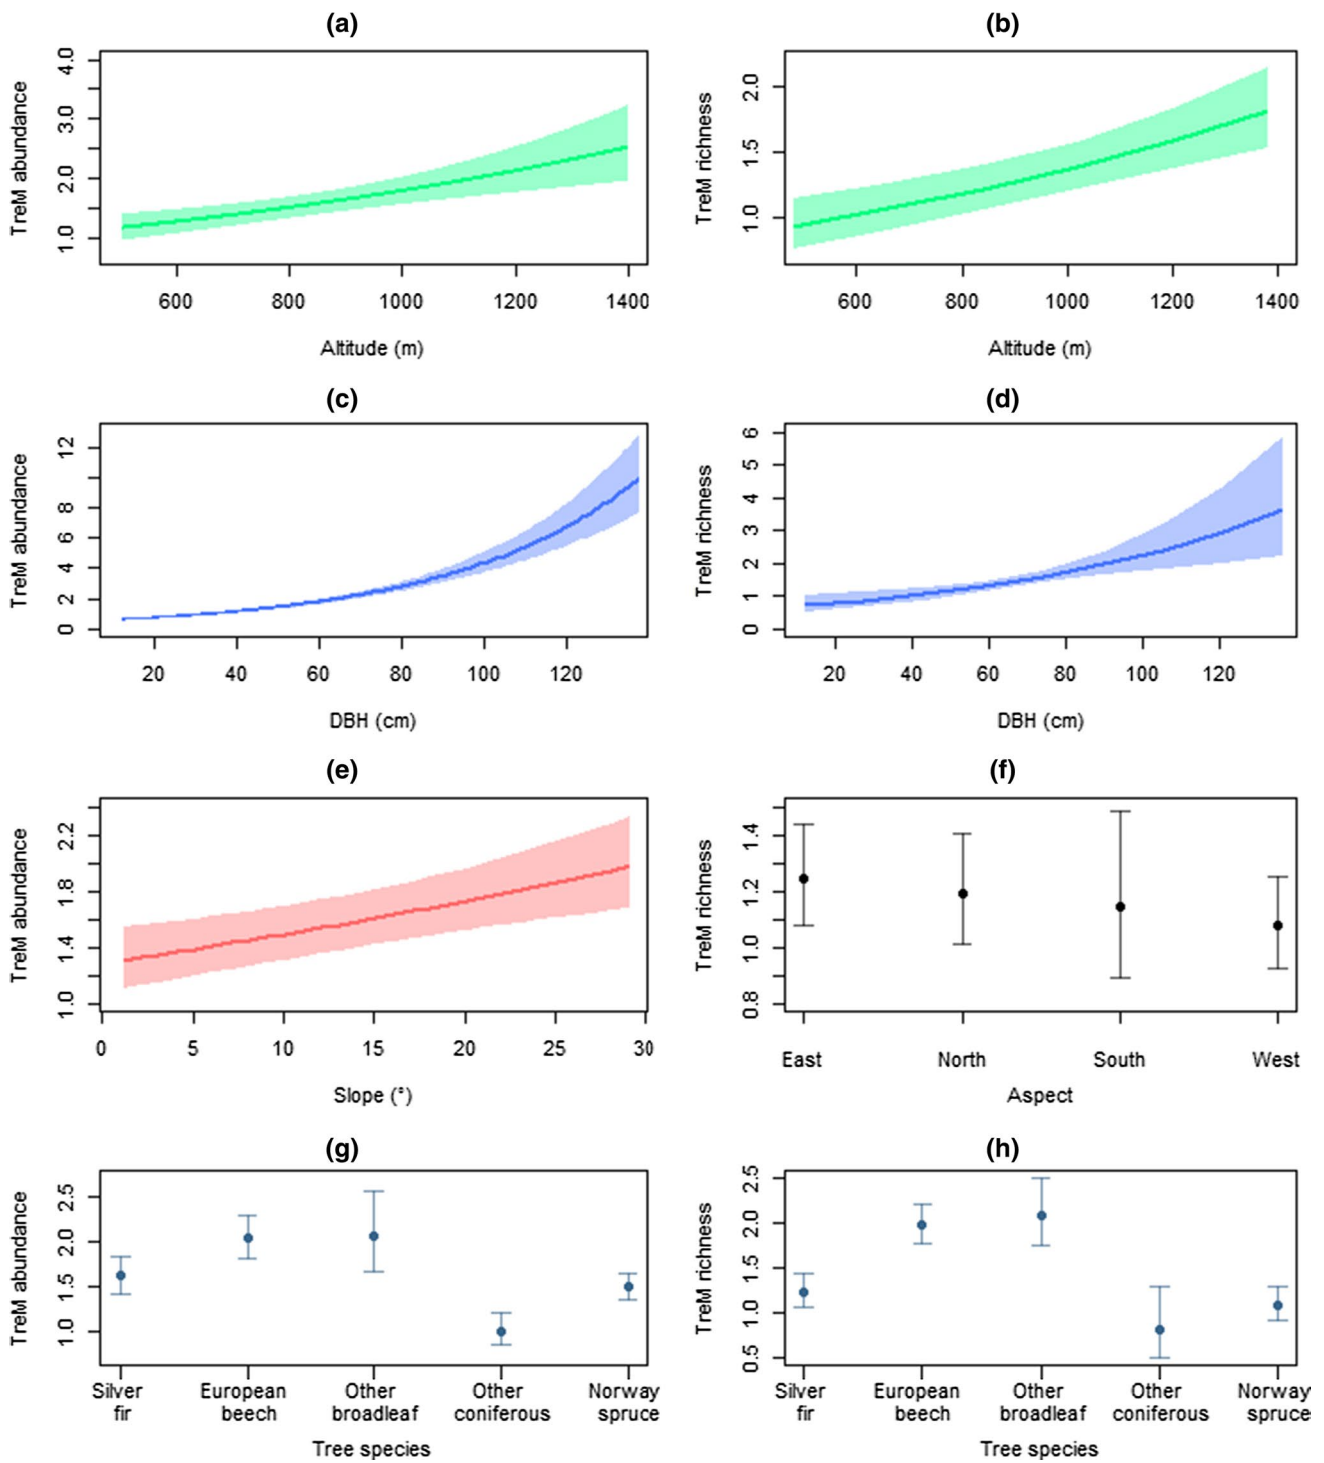 (a)
TreM abundance
4.0
3.0
2.0
1.0
600 800 1000 1200 1400
Altitude (m)
(b)
TreM richness
2.0
1.5
1.0
600 800 1000 1200 1400
Altitude (m)
(c)
TreM abundance
12
8
6
4
2
0
20 40 60 80 100 120
DBH (cm)
(d)
TreM richness
6
5
4
3
2
1
0
20 40 60 80 100 120
DBH (cm)
(e)
TreM abundance
2.2
1.8
1.4
1.0
0 5 10 15 20 25 30
Slope (°)
(f)
TreM richness
1.4
1.2
1.0
0.8
East North South West
Aspect
(g)
TreM abundance
2.5
2.0
1.5
1.0
Silver European Other Other Norway
fir beech broadleaf coniferous spruce
Tree species
(h)
TreM richness
2.5
2.0
1.5
1.0
0.5
Silver European Other Other Norway
fir beech broadleaf coniferous spruce
Tree species